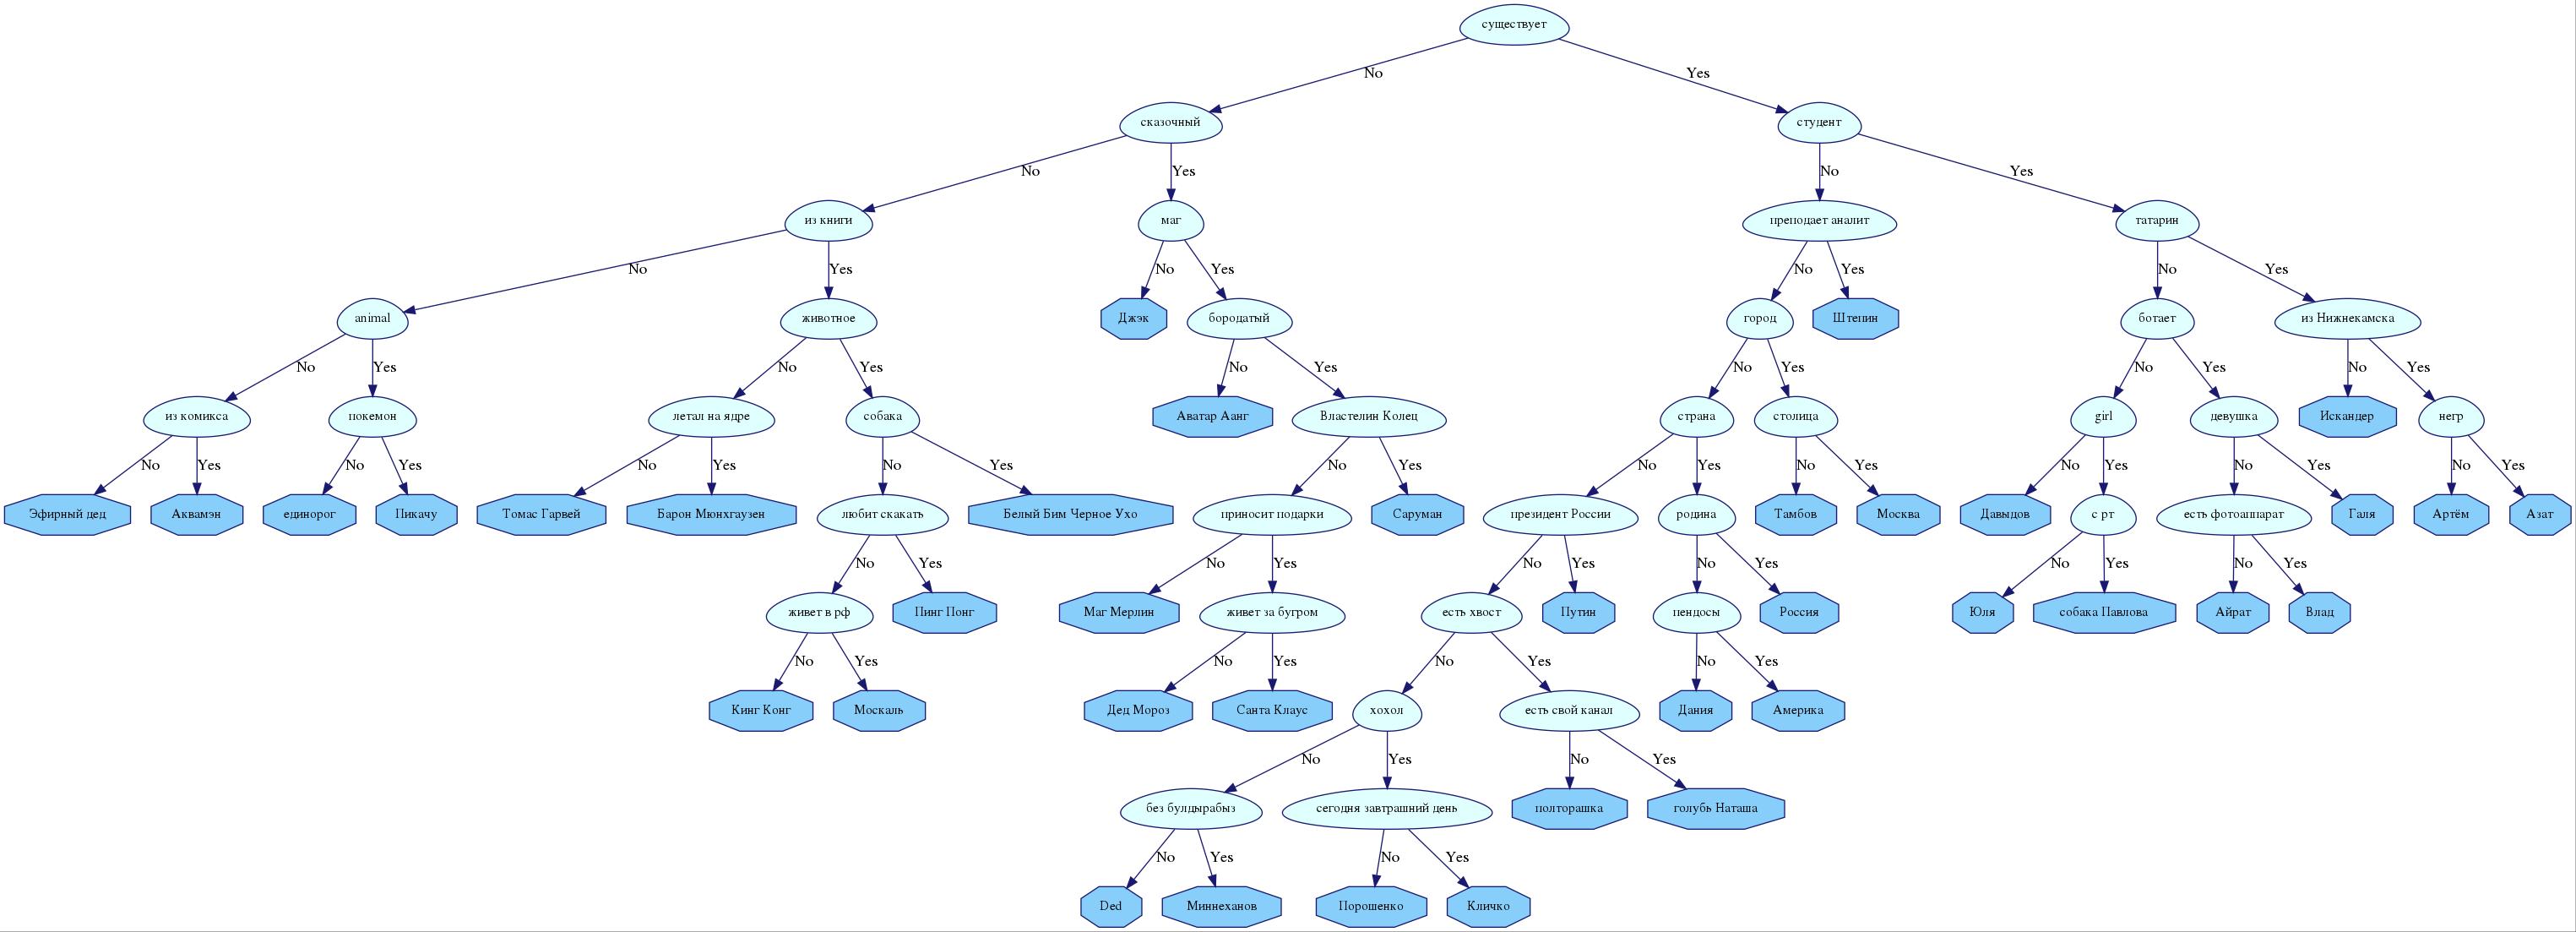 существует
No
Yes
сказочный
студент
No
Yes
No
Yes
из книги
маг
преподает аналит
татарин
No
Yes
No
Yes
No
Yes
No
Yes
animal
животное
Джэк
бородатый
город
Штепин
ботает
из Нижнекамска
No
Yes
No
Yes
No
Yes
No
Yes
No
Yes
No
Yes
из комикса
покемон
летал на ядре
собака
Аватар Аанг
Властелин Колец
страна
столица
girl
девушка
Искандер
негр
No
Yes
No
Yes
No
Yes
No
Yes
No
Yes
No
Yes
No
Yes
No
Yes
No
Yes
No
Yes
Эфирный дед
Аквамэн
единорог
Пикачу
Томас Гарвей
Барон Мюнхгаузен
любит скакать
Белый Бим Черное Ухо
приносит подарки
Саруман
президент России
родина
Тамбов
Москва
Давыдов
с рт
есть фотоаппарат
Галя
Артём
Азат
No
Yes
No
Yes
No
Yes
No
Yes
No
Yes
No
Yes
живет в рф
Пинг Понг
Маг Мерлин
живет за бугром
есть хвост
Путин
пендосы
Россия
Юля
собака Павлова
Айрат
Влад
No
Yes
No
Yes
No
Yes
No
Yes
Кинг Конг
Москаль
Дед Мороз
Санта Клаус
хохол
есть свой канал
Дания
Америка
No
Yes
No
Yes
без булдырабыз
сегодня завтрашний день
полторашка
голубь Наташа
No
Yes
No
Yes
Ded
Миннеханов
Порошенко
Кличко